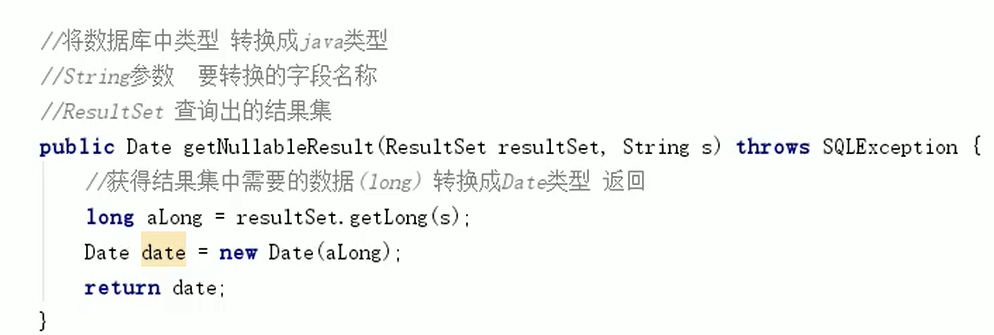 //将数据库中类型 转换成java类型
//String参数  要转换的字段名称
//ResultSet 查询出的结果集
public Date getNullableResult(ResultSet resultSet, String s) throws SQLException {
    //获得结果集中需要的数据(long) 转换成Date类型 返回
    long aLong = resultSet.getLong(s);
    Date date = new Date(aLong);
    return date;
}